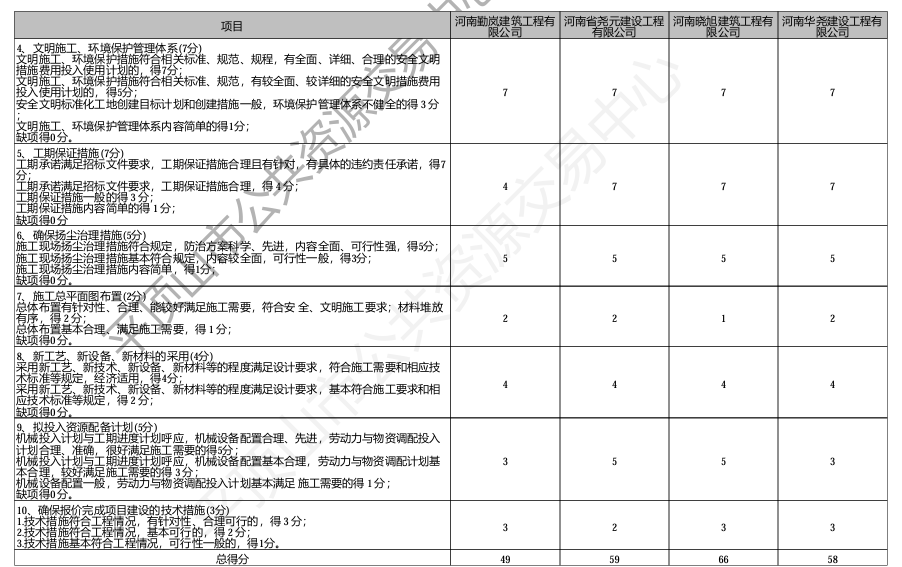 项目
河南勤岚建筑工程有
限公司
河南省尧元建设工程
有限公司
河南晓旭建筑工程有
限公司
河南华尧建设工程有
限公司
4、文明施工、环境保护管理体系(7分)
文明施工、环境保护措施符合相关标准、规范、规程，有全面、详细、合理的安全文明
措施费用投入使用计划的，得7分；
文明施工、环境保护措施符合相关标准、规范，有较全面、较详细的安全文明措施费用
投入使用计划的，得5分；
安全文明标准化工地创建目标计划和创建措施一般，环境保护管理体系不健全的得 3 分
；
文明施工、环境保护管理体系内容简单的得1分；
缺项得0 分。
7
7
7
7
5、工期保证措施(7分)
工期承诺满足招标文件要求，工期保证措施合理且有针对，有具体的违约责任承诺，得7
分；
工期承诺满足招标文件要求，工期保证措施合理，得 4 分；
工期保证措施一般的得 3 分；
工期保证措施内容简单的得 1 分；
缺项得0 分
4
7
7
7
6、确保扬尘治理措施(5分)
施工现场扬尘治理措施符合规定，防治方案科学、先进，内容全面、可行性强，得5分；
施工现场扬尘治理措施基本符合规定，内容较全面，可行性一般，得3分；
施工现场扬尘治理措施内容简单，得1分；
缺项得0 分。
5
5
5
5
7、施工总平面图布置(2分)
总体布置有针对性、合理、能较好满足施工需要，符合安 全、文明施工要求；材料堆放
有序，得 2 分；
总体布置基本合理、满足施工需要，得 1 分；
缺项得0 分。
2
2
1
2
8、新工艺、新设备、新材料的采用(4分)
采用新工艺、新技术、新设备、新材料等的程度满足设计要求，符合施工需要和相应技
术标准等规定，经济适用，得4分；
采用新工艺、新技术、新设备、新材料等的程度满足设计要求，基本符合施工要求和相
应技术标准等规定，得 2 分；
缺项得0 分。
4
4
4
4
9、拟投入资源配备计划(5分)
机械投入计划与工期进度计划呼应，机械设备配置合理、先进，劳动力与物资调配投入
计划合理、准确，很好满足施工需要的得5分；
机械投入计划与工期进度计划呼应，机械设备配置基本合理，劳动力与物资调配计划基
本合理，较好满足施工需要的得 3 分；
机械设备配置一般，劳动力与物资调配投入计划基本满足 施工需要的得 1 分；
缺项得0 分。
3
5
5
3
10、确保报价完成项目建设的技术措施(3分)
1.技术措施符合工程情况，有针对性、合理可行的，得 3 分；
2.技术措施符合工程情况，基本可行的，得 2 分；
3.技术措施基本符合工程情况，可行性一般的，得1分。
3
2
3
3
总得分
49
59
66
58
平顶山市公共资源交易中心
平顶山市公共资源交易中心